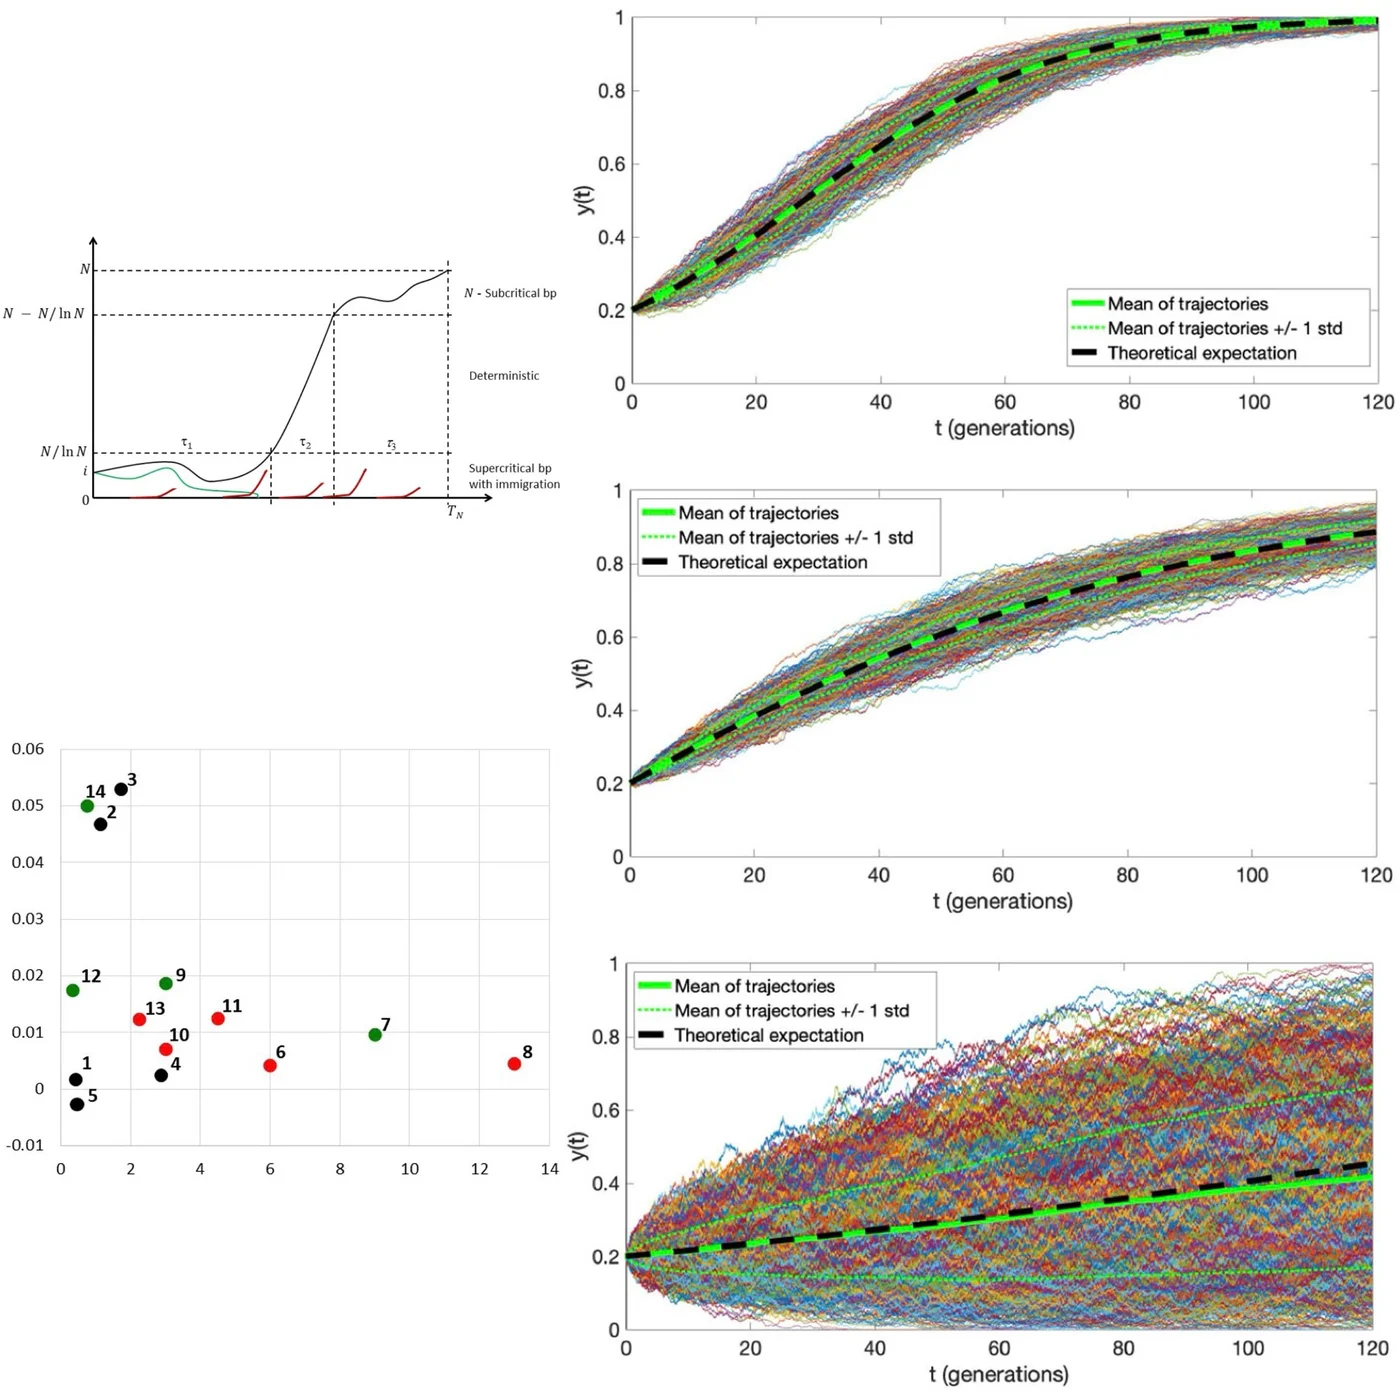 N
N − N/ln N
N/ln N
i
0
τ1
τ2
τ3
TN
N - Subcritical bp
Deterministic
Supercritical bp
with immigration
0.06
0.05
0.04
0.03
0.02
0.01
0
-0.01
0 2 4 6 8 10 12 14
14
3
2
12
9
13
11
10
7
1
4
6
8
5
1
0.8
0.6
0.4
0.2
0
y(t)
Mean of trajectories
Mean of trajectories +/- 1 std
Theoretical expectation
0 20 40 60 80 100 120
t (generations)
1
0.8
0.6
0.4
0.2
0
y(t)
Mean of trajectories
Mean of trajectories +/- 1 std
Theoretical expectation
0 20 40 60 80 100 120
t (generations)
1
0.8
0.6
0.4
0.2
0
y(t)
Mean of trajectories
Mean of trajectories +/- 1 std
Theoretical expectation
0 20 40 60 80 100 120
t (generations)